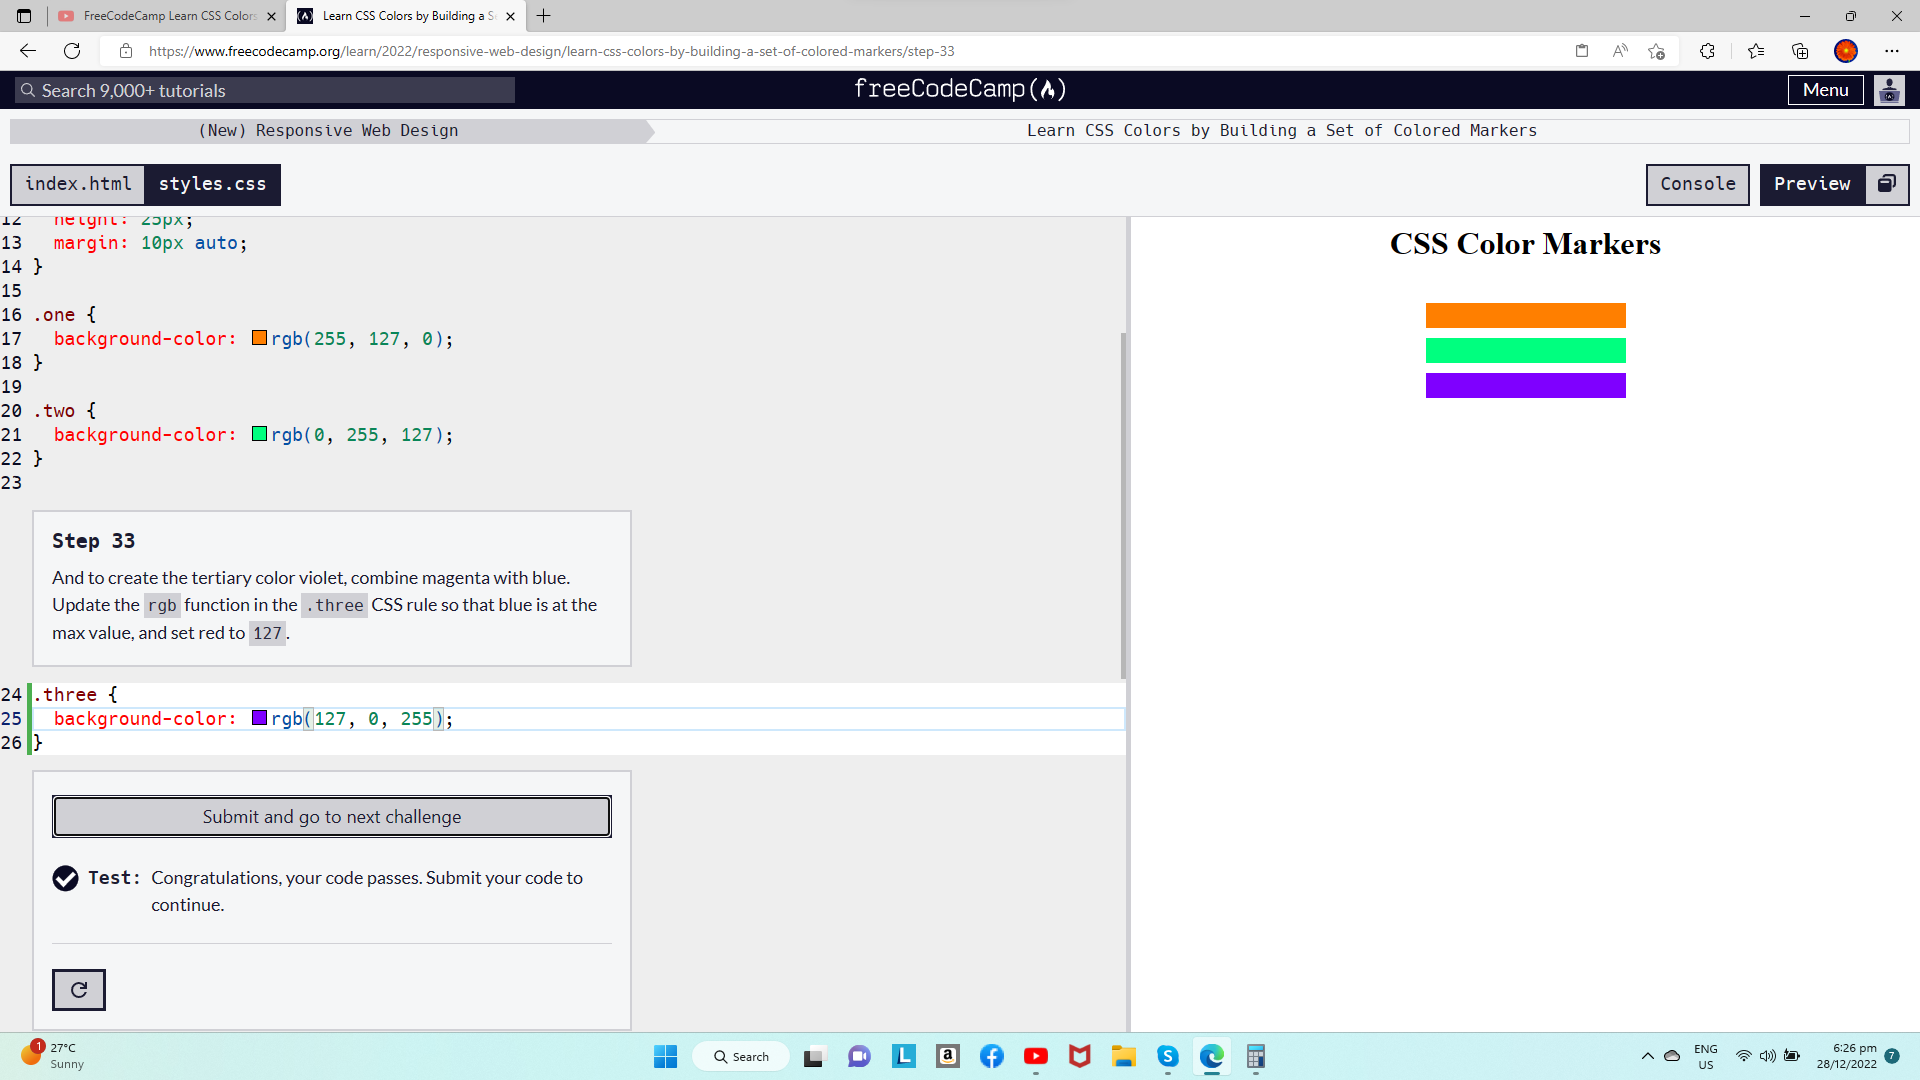 FreeCodeCamp Learn CSS Colors
Learn CSS Colors by Building a Se
https://www.freecodecamp.org/learn/2022/responsive-web-design/learn-css-colors-by-building-a-set-of-colored-markers/step-33
Search 9,000+ tutorials
freeCodeCamp
Menu
(New) Responsive Web Design
Learn CSS Colors by Building a Set of Colored Markers
index.html styles.css
Console Preview
12 height: 25px;
13 margin: 10px auto;
14 }
15
16 .one {
17 background-color: rgb(255, 127, 0);
18 }
19
20 .two {
21 background-color: rgb(0, 255, 127);
22 }
23
Step 33
And to create the tertiary color violet, combine magenta with blue.
Update the rgb function in the .three CSS rule so that blue is at the
max value, and set red to 127.
24 .three {
25 background-color: rgb(127, 0, 255);
26 }
Submit and go to next challenge
Test: Congratulations, your code passes. Submit your code to
continue.
CSS Color Markers
1
27°C
Sunny
Search
L
a
S
ENG
US
6:26 pm
28/12/2022
7